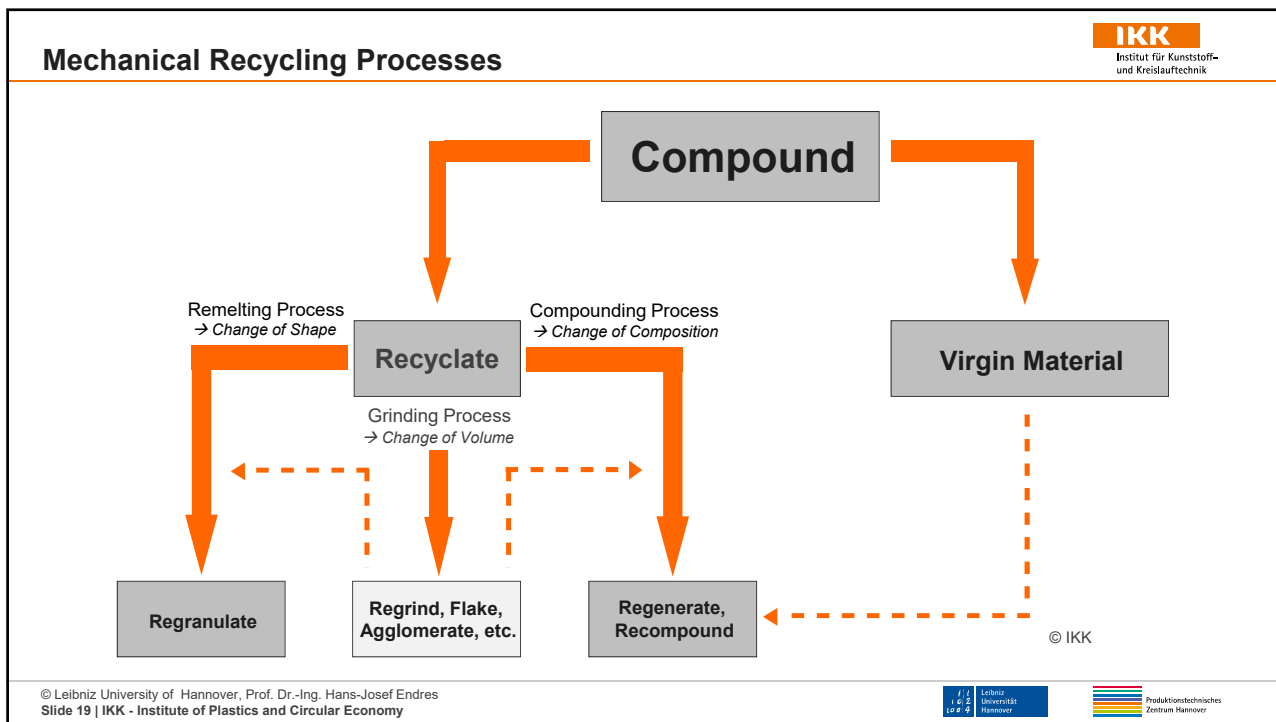 Mechanical Recycling Processes
IKK
Institut für Kunststoff-
und Kreislauftechnik
Compound
Remelting Process
→ Change of Shape
Compounding Process
→ Change of Composition
Recyclate
Virgin Material
Grinding Process
→ Change of Volume
Regranulate
Regrind, Flake,
Agglomerate, etc.
Regenerate,
Recompound
© IKK
© Leibniz University of Hannover, Prof. Dr.-Ing. Hans-Josef Endres
Slide 19 | IKK - Institute of Plastics and Circular Economy
Leibniz
Universität
Hannover
Produktionstechnisches
Zentrum Hannover